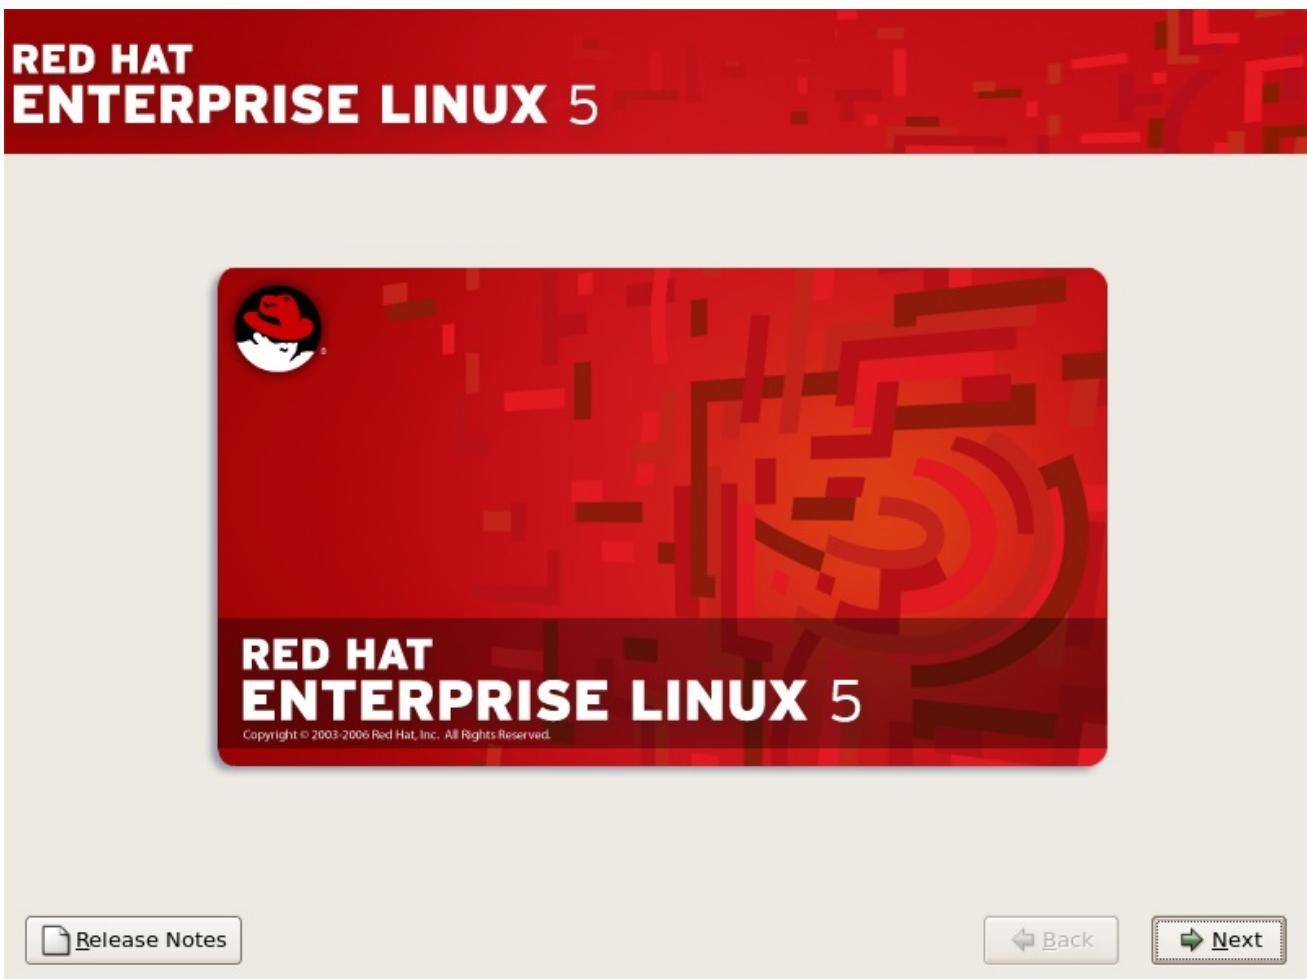 RED HAT
ENTERPRISE LINUX 5
RED HAT
ENTERPRISE LINUX 5
Copyright © 2003-2006 Red Hat, Inc. All Rights Reserved.
Release Notes
Back
Next